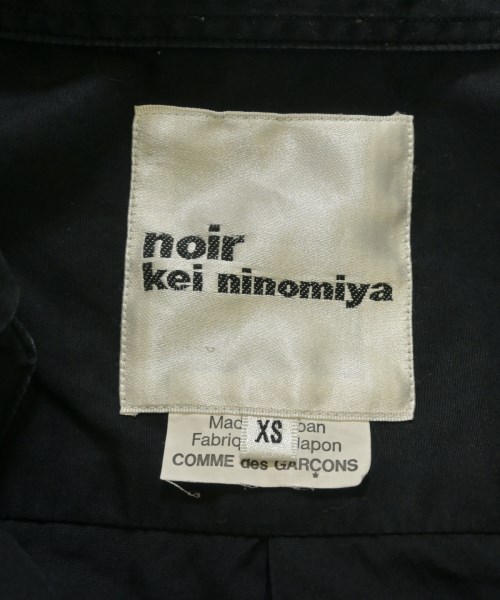 noir
kei ninomiya
XS
COMME des GARÇONS